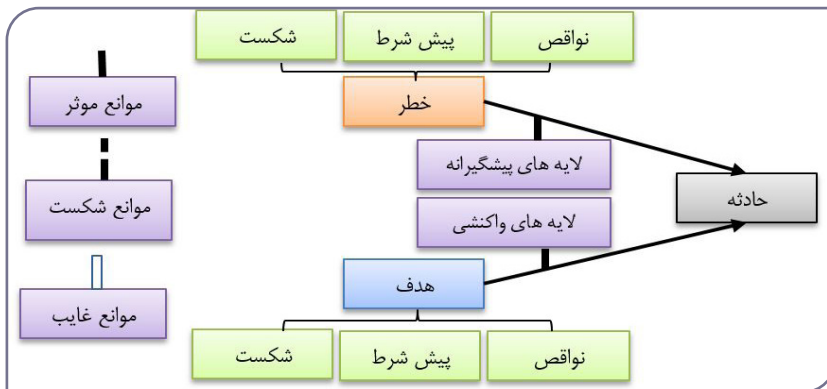 نواقص
پیش شرط
شکست
خطر
موانع موثر
لایه های پیشگیرانه
موانع شکست
حادثه
لایه های واکنشی
هدف
موانع غایب
نواقص
پیش شرط
شکست